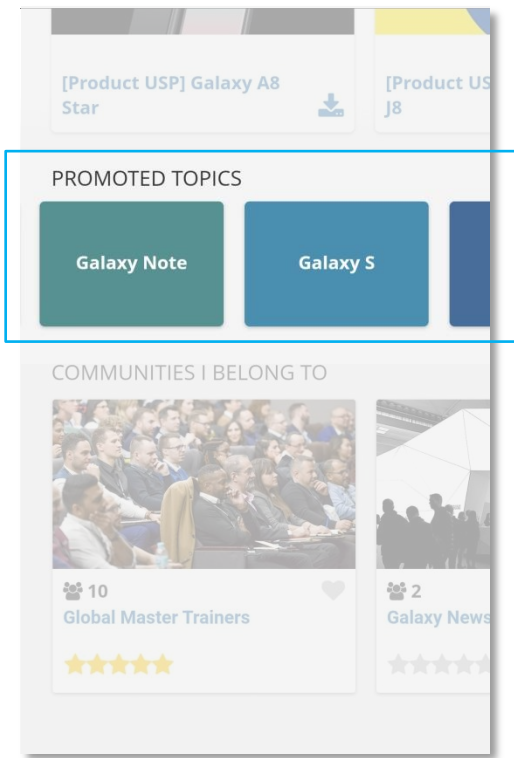 [Product USP] Galaxy A8
Star
[Product US
J8
PROMOTED TOPICS
Galaxy Note
Galaxy S
COMMUNITIES I BELONG TO
10
Global Master Trainers
2
Galaxy News